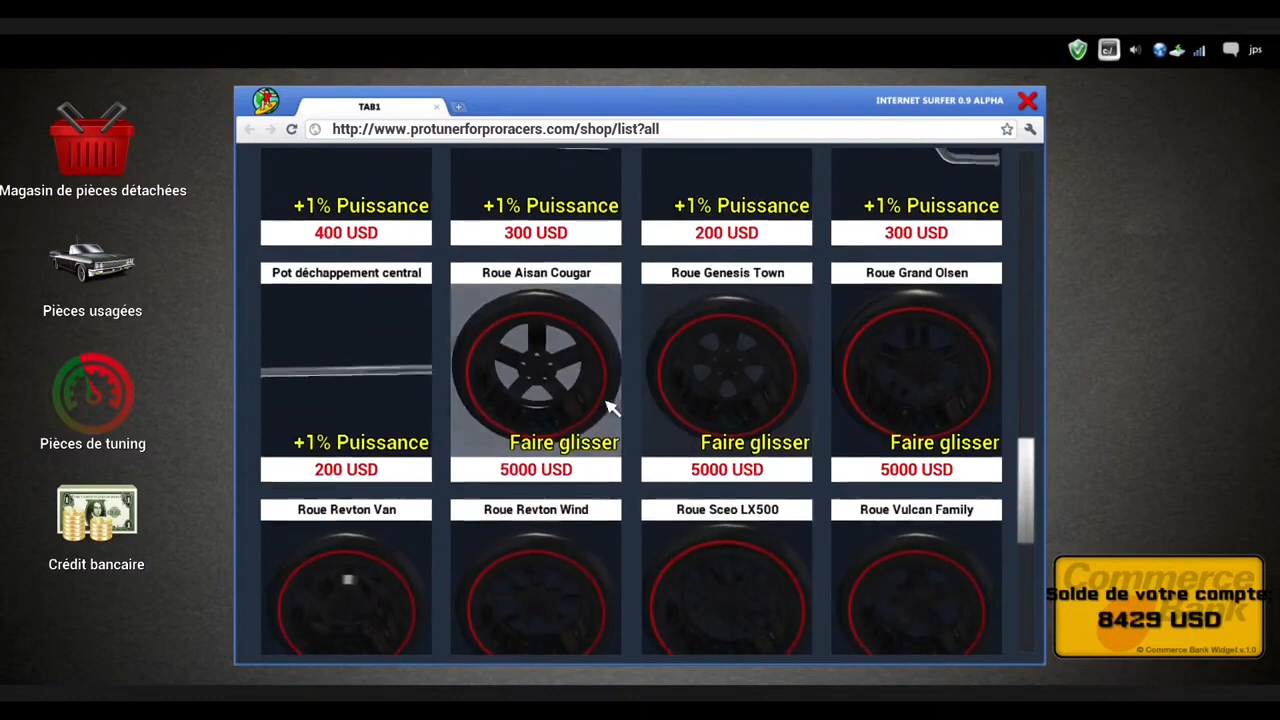 jps
TAB1
INTERNET SURFER 0.9 ALPHA
http://www.protunerforproracers.com/shop/list?all
Magasin de pièces détachées
Pièces usagées
Pièces de tuning
Crédit bancaire
+1% Puissance +1% Puissance +1% Puissance +1% Puissance
400 USD 300 USD 200 USD 300 USD
Pot déchappement central Roue Aisan Cougar Roue Genesis Town Roue Grand Olsen
+1% Puissance Faire glisser Faire glisser Faire glisser
200 USD 5000 USD 5000 USD 5000 USD
Roue Revton Van Roue Revton Wind Roue Sceo LX500 Roue Vulcan Family
Commerce
Bank
Solde de votre compte:
8429 USD
© Commerce Bank Widget v.1.0